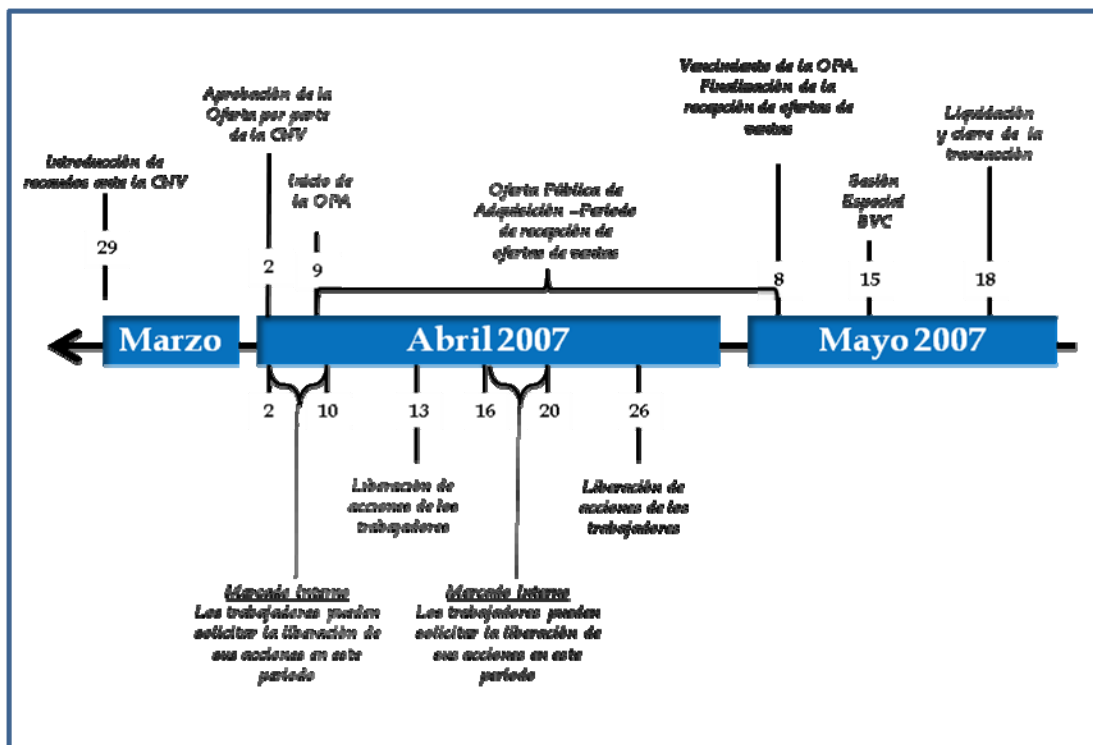 Introducción de
recaudos ante la CNV
29
Aprobación de la
Oferta por parte
de la CNV
2
Inicio de
la OPA
9
Oferta Pública de
Adquisición –Periodo
de recepción de
ofertas de ventas
Vencimiento de la OPA.
Finalización de la
recepción de ofertas de
ventas
8
Sesión
Especial
BVC
15
Liquidación
y cierre de la
transacción
18
Marzo
Abril 2007
Mayo 2007
2
10
13
16
20
26
Liberación de
acciones de los
trabajadores
Liberación de
acciones de los
trabajadores
Mercado Interno
Los trabajadores pueden
solicitar la liberación de
sus acciones en este
periodo
Mercado Interno
Los trabajadores pueden
solicitar la liberación de
sus acciones en este
periodo